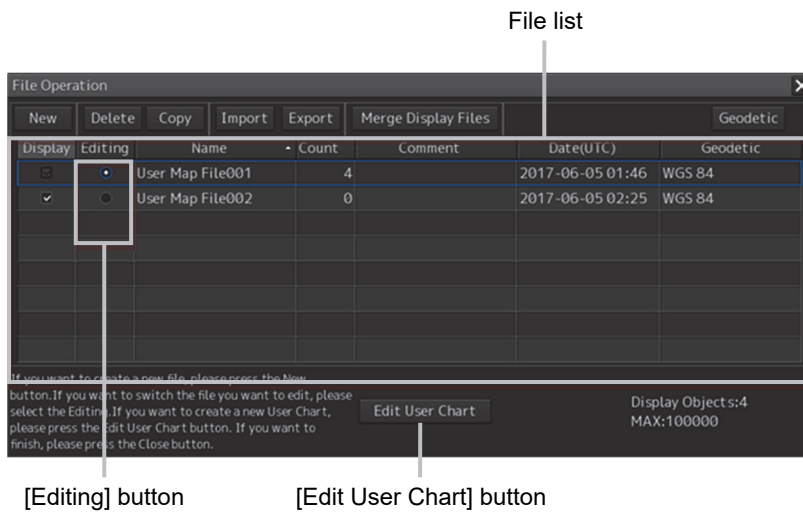 File list
File Operation
New Delete Copy Import Export Merge Display Files Geodetic
Display Editing Name Count Comment Date(UTC) Geodetic
User Map File001 4 2017-06-05 01:46 WGS 84
User Map File002 0 2017-06-05 02:25 WGS 84
If you want to create a new file, please press the New
button.If you want to switch the file you want to edit, please
select the Editing.If you want to create a new User Chart,
please press the Edit User Chart button. If you want to
finish, please press the Close button.
Edit User Chart
Display Objects:4
MAX:100000
[Editing] button [Edit User Chart] button